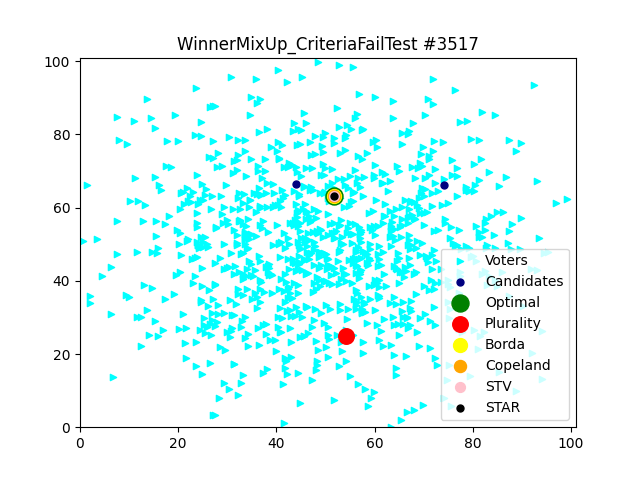 WinnerMixUp_CriteriaFailTest #3517
100
80
60
40
20
0
0 20 40 60 80 100
Voters
Candidates
Optimal
Plurality
Borda
Copeland
STV
STAR